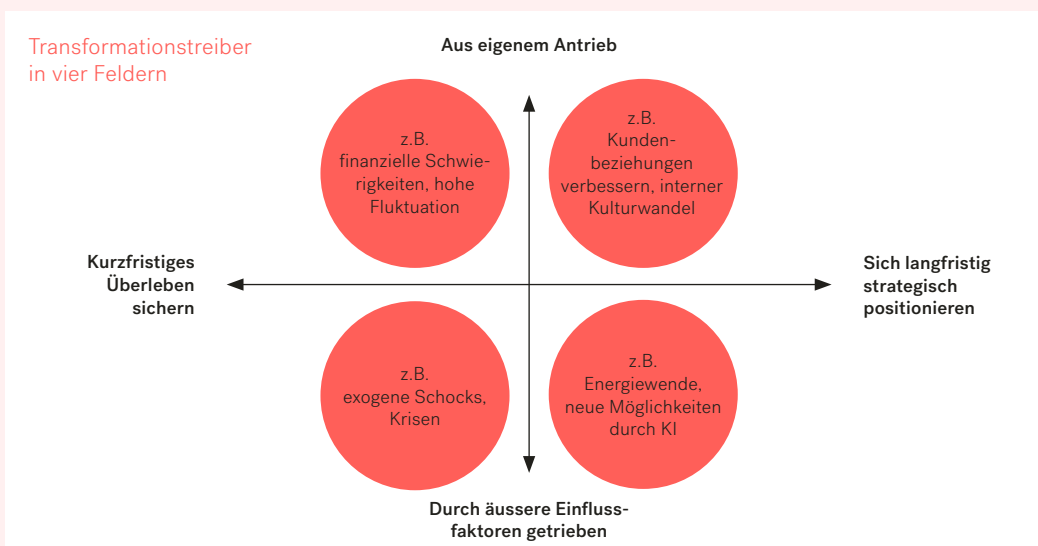 Transformationstreiber
in vier Feldern
Aus eigenem Antrieb
z.B.
finanzielle Schwie-
rigkeiten, hohe
Fluktuation
z.B.
Kunden-
beziehungen
verbessern, interner
Kulturwandel
Kurzfristiges
Überleben
sichern
Sich langfristig
strategisch
positionieren
z.B.
exogene Schocks,
Krisen
z.B.
Energiewende,
neue Möglichkeiten
durch KI
Durch äussere Einfluss-
faktoren getrieben